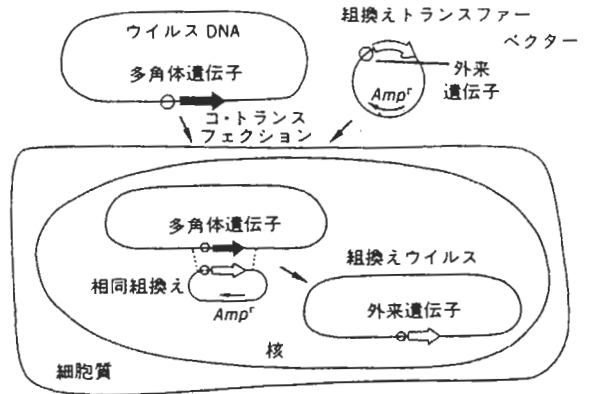 ウイルス DNA
多角体遺伝子
組換えトランスファー
ベクター
外来
遺伝子
Ampʳ
コ・トランス
フェクション
多角体遺伝子
相同組換え
Ampʳ
組換えウイルス
外来遺伝子
核
細胞質